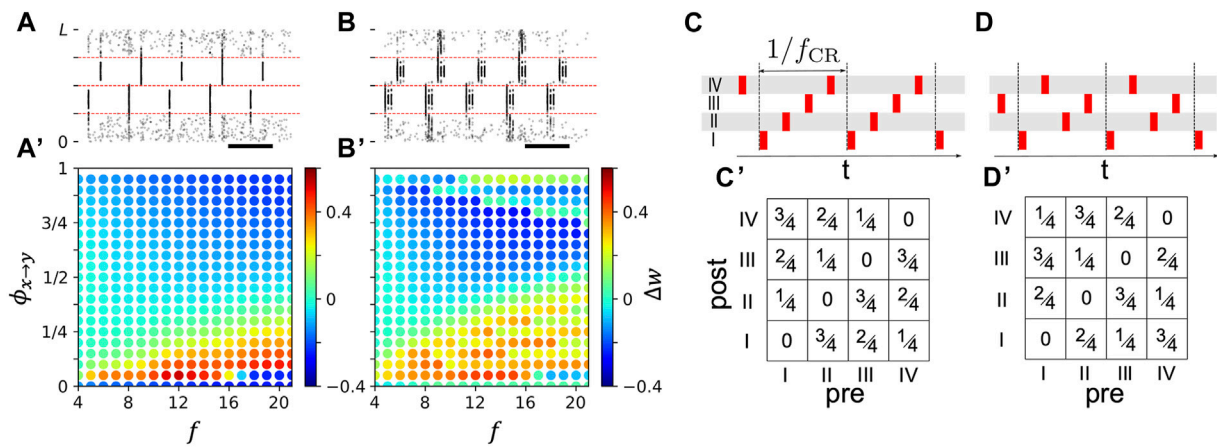 A
B
C
D
L
0
1/f_CR
IV
III
II
I
t
t
A'
B'
C'
D'
1
3/4
1/2
1/4
0
ϕx→y
4 8 12 16 20
f
0.4
0
−0.4
4 8 12 16 20
f
0.4
0
−0.4
Δw
post
IV 3/4 2/4 1/4 0
III 2/4 1/4 0 3/4
II 1/4 0 3/4 2/4
I 0 3/4 2/4 1/4
I II III IV
pre
IV 1/4 3/4 2/4 0
III 3/4 1/4 0 2/4
II 2/4 0 3/4 1/4
I 0 2/4 1/4 3/4
I II III IV
pre